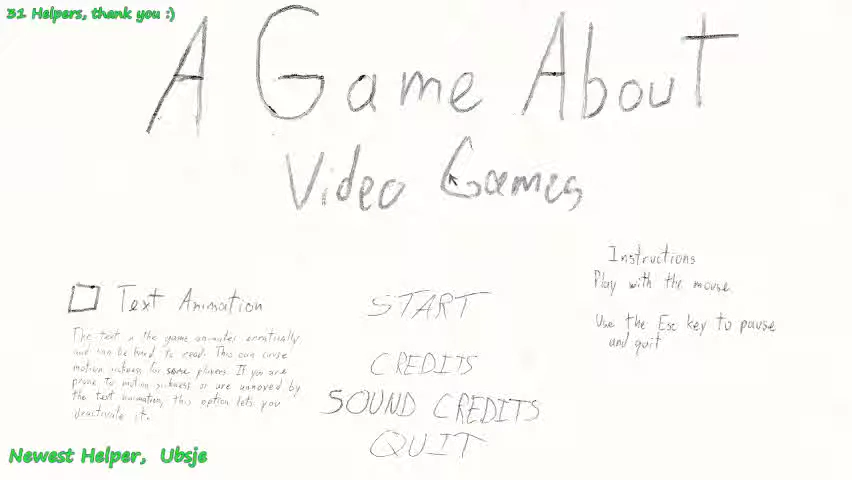 31 Helpers, thank you :)
A Game About
Video Games
Instructions
Play with the mouse.
Use the Esc key to pause
and quit
Text Animation
The text in the game animates erratically
and can be hard to read. This can cause
motion sickness for some players. If you are
prone to motion sickness or are annoyed by
the text animation, this option lets you
deactivate it.
START
CREDITS
SOUND CREDITS
QUIT
Newest Helper, Ubsje